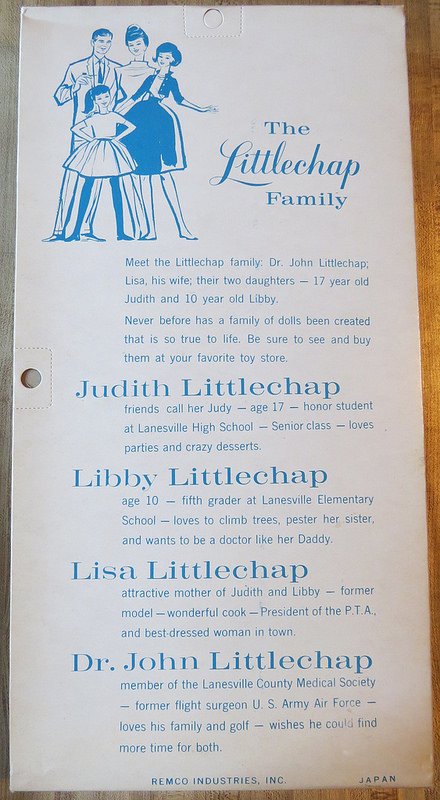 The
Littlechap
Family
Meet the Littlechap family: Dr. John Littlechap;
Lisa, his wife; their two daughters — 17 year old
Judith and 10 year old Libby.
Never before has a family of dolls been created
that is so true to life. Be sure to see and buy
them at your favorite toy store.
Judith Littlechap
friends call her Judy — age 17 — honor student
at Lanesville High School — Senior class — loves
parties and crazy desserts.
Libby Littlechap
age 10 — fifth grader at Lanesville Elementary
School — loves to climb trees, pester her sister,
and wants to be a doctor like her Daddy.
Lisa Littlechap
attractive mother of Judith and Libby — former
model — wonderful cook — President of the P.T.A.,
and best-dressed woman in town.
Dr. John Littlechap
member of the Lanesville County Medical Society
— former flight surgeon U. S. Army Air Force —
loves his family and golf — wishes he could find
more time for both.
REMCO INDUSTRIES, INC. JAPAN